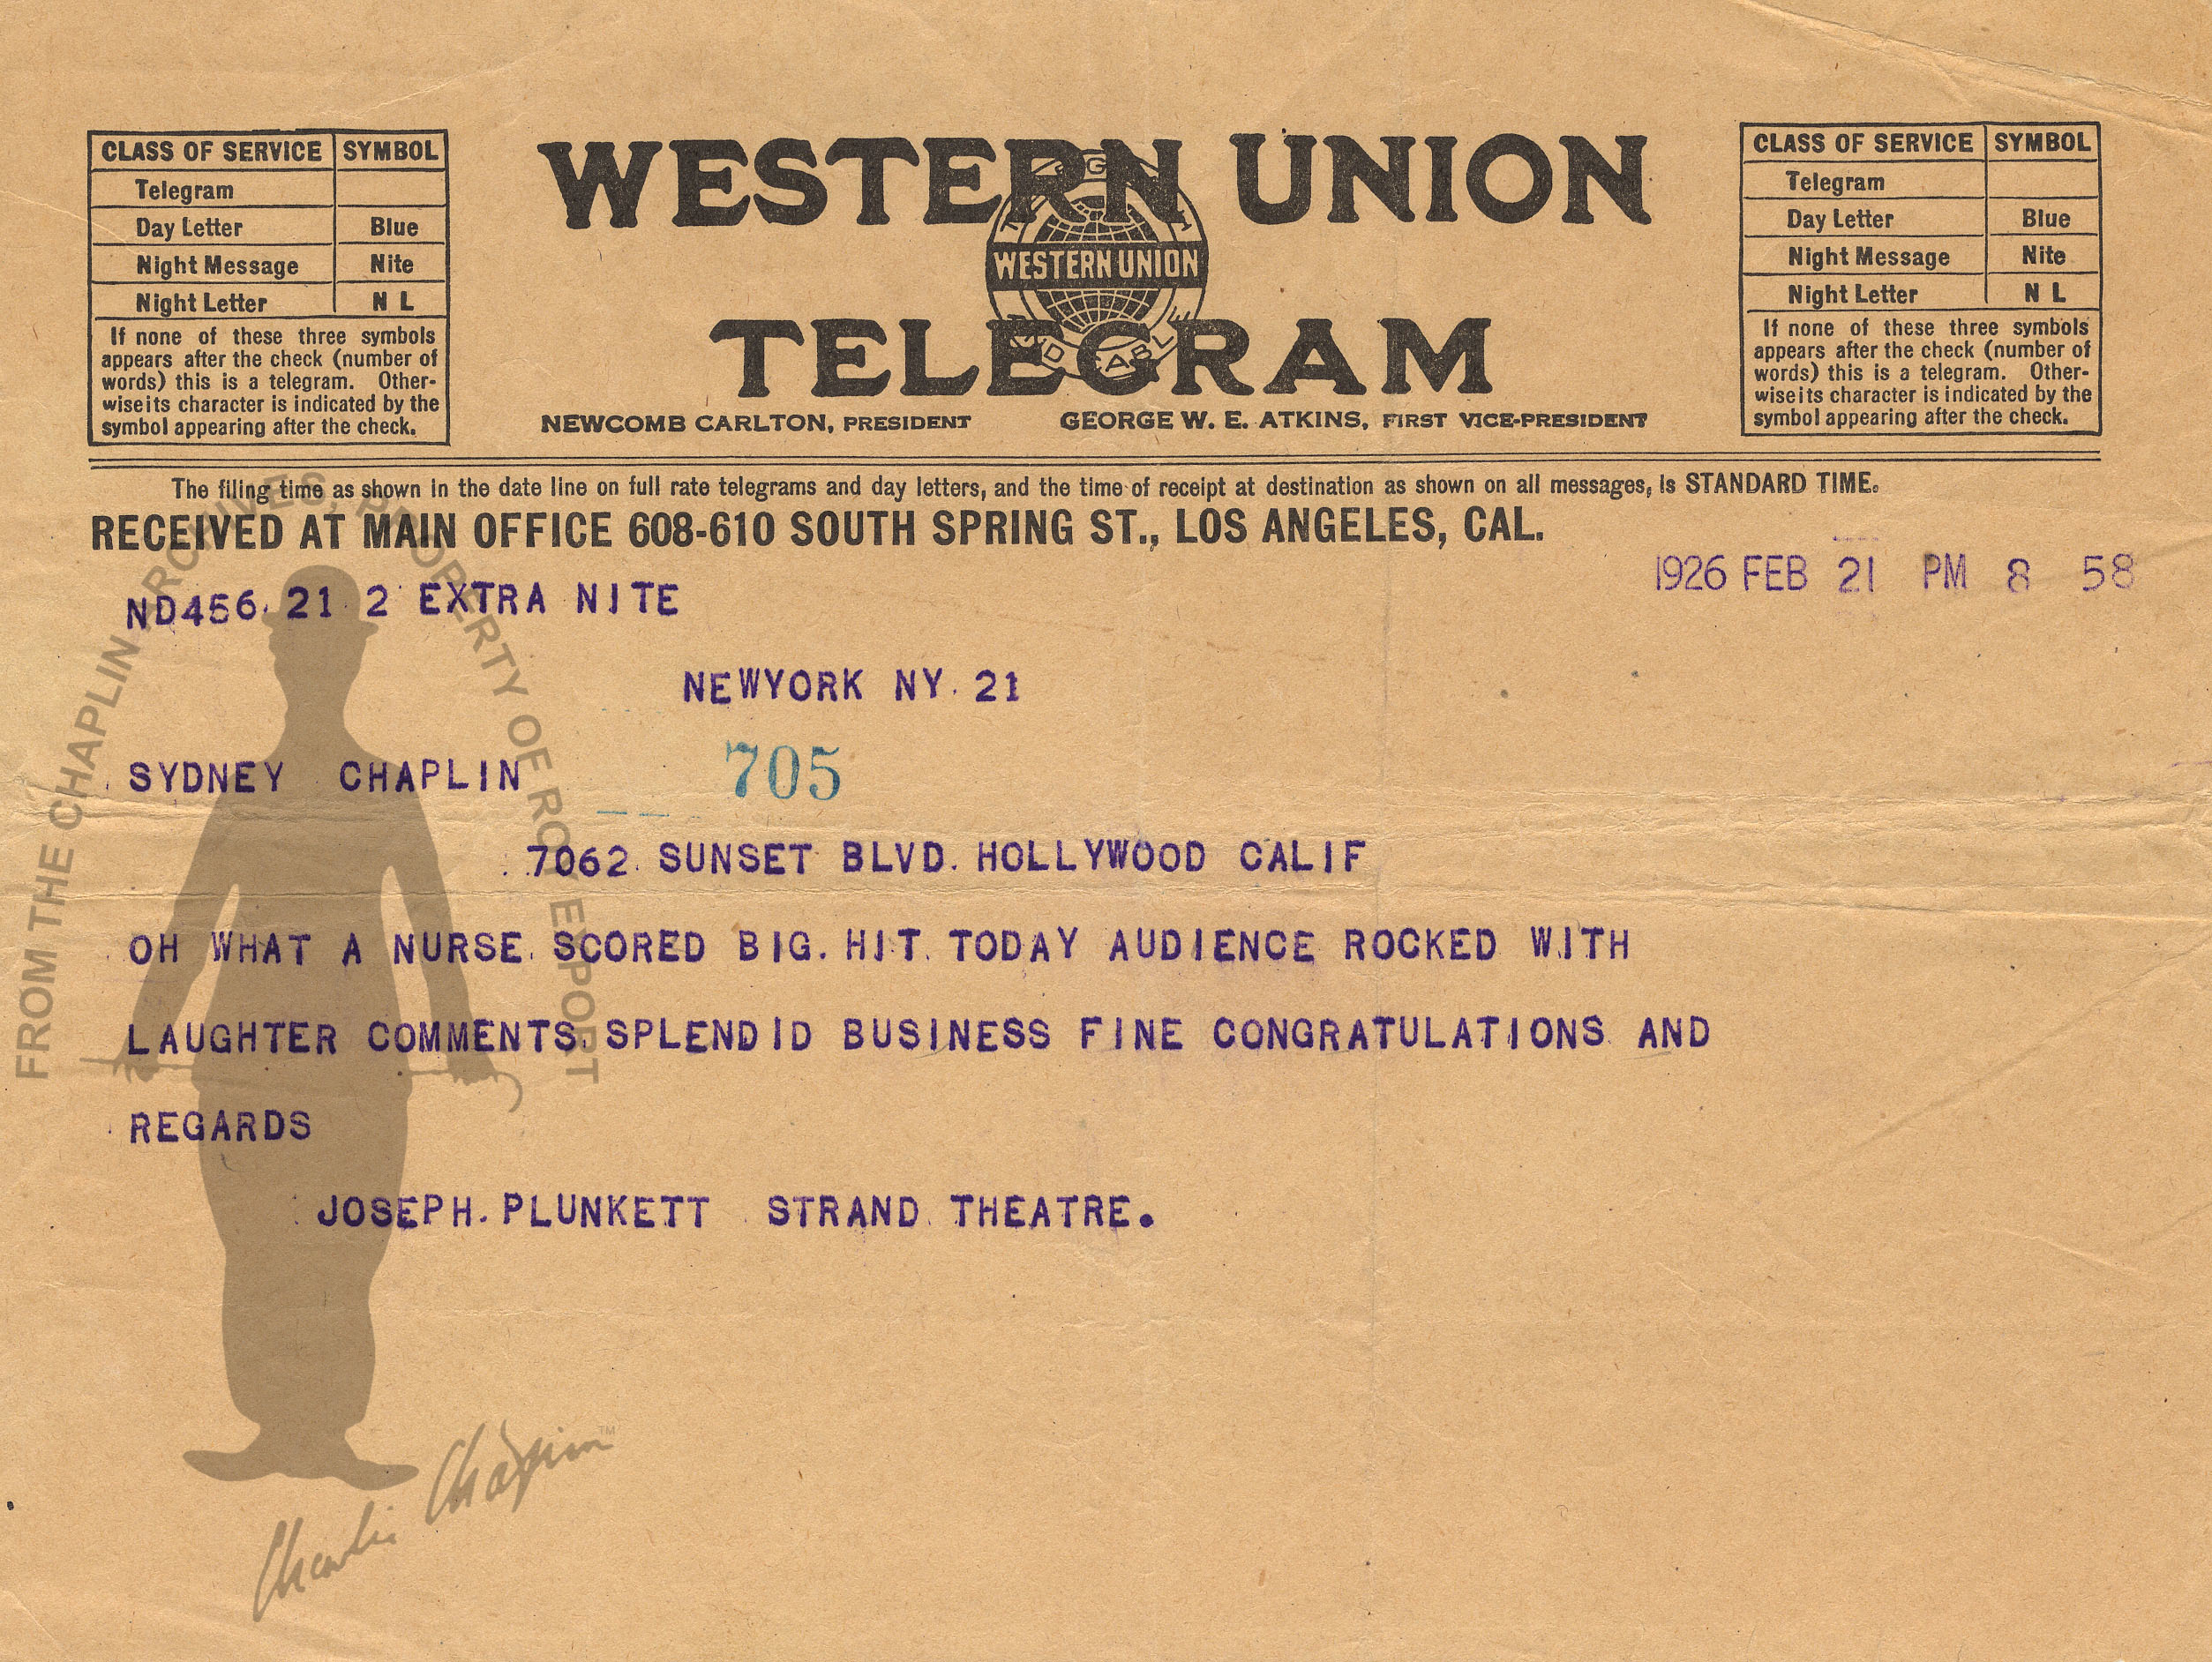 WESTERN UNION
TELEGRAM
WESTERN UNION
NEWCOMB CARLTON, PRESIDENT GEORGE W. E. ATKINS, FIRST VICE-PRESIDENT
CLASS OF SERVICE SYMBOL
Telegram
Day Letter Blue
Night Message Nite
Night Letter N L
If none of these three symbols
appears after the check (number of
words) this is a telegram. Other-
wise its character is indicated by the
symbol appearing after the check.
CLASS OF SERVICE SYMBOL
Telegram
Day Letter Blue
Night Message Nite
Night Letter N L
If none of these three symbols
appears after the check (number of
words) this is a telegram. Other-
wise its character is indicated by the
symbol appearing after the check.
The filing time as shown in the date line on full rate telegrams and day letters, and the time of receipt at destination as shown on all messages, is STANDARD TIME.
RECEIVED AT MAIN OFFICE 608-610 SOUTH SPRING ST., LOS ANGELES, CAL.
1926 FEB 21 PM 8 58
ND456 21 2 EXTRA NITE
NEWYORK NY 21
SYDNEY CHAPLIN 705
7062 SUNSET BLVD HOLLYWOOD CALIF
OH WHAT A NURSE SCORED BIG HIT TODAY AUDIENCE ROCKED WITH
LAUGHTER COMMENTS SPLENDID BUSINESS FINE CONGRATULATIONS AND
REGARDS
JOSEPH PLUNKETT STRAND THEATRE.
FROM THE CHAPLIN ARCHIVES, PROPERTY OF ROY EXPORT
Charlie Chaplin™